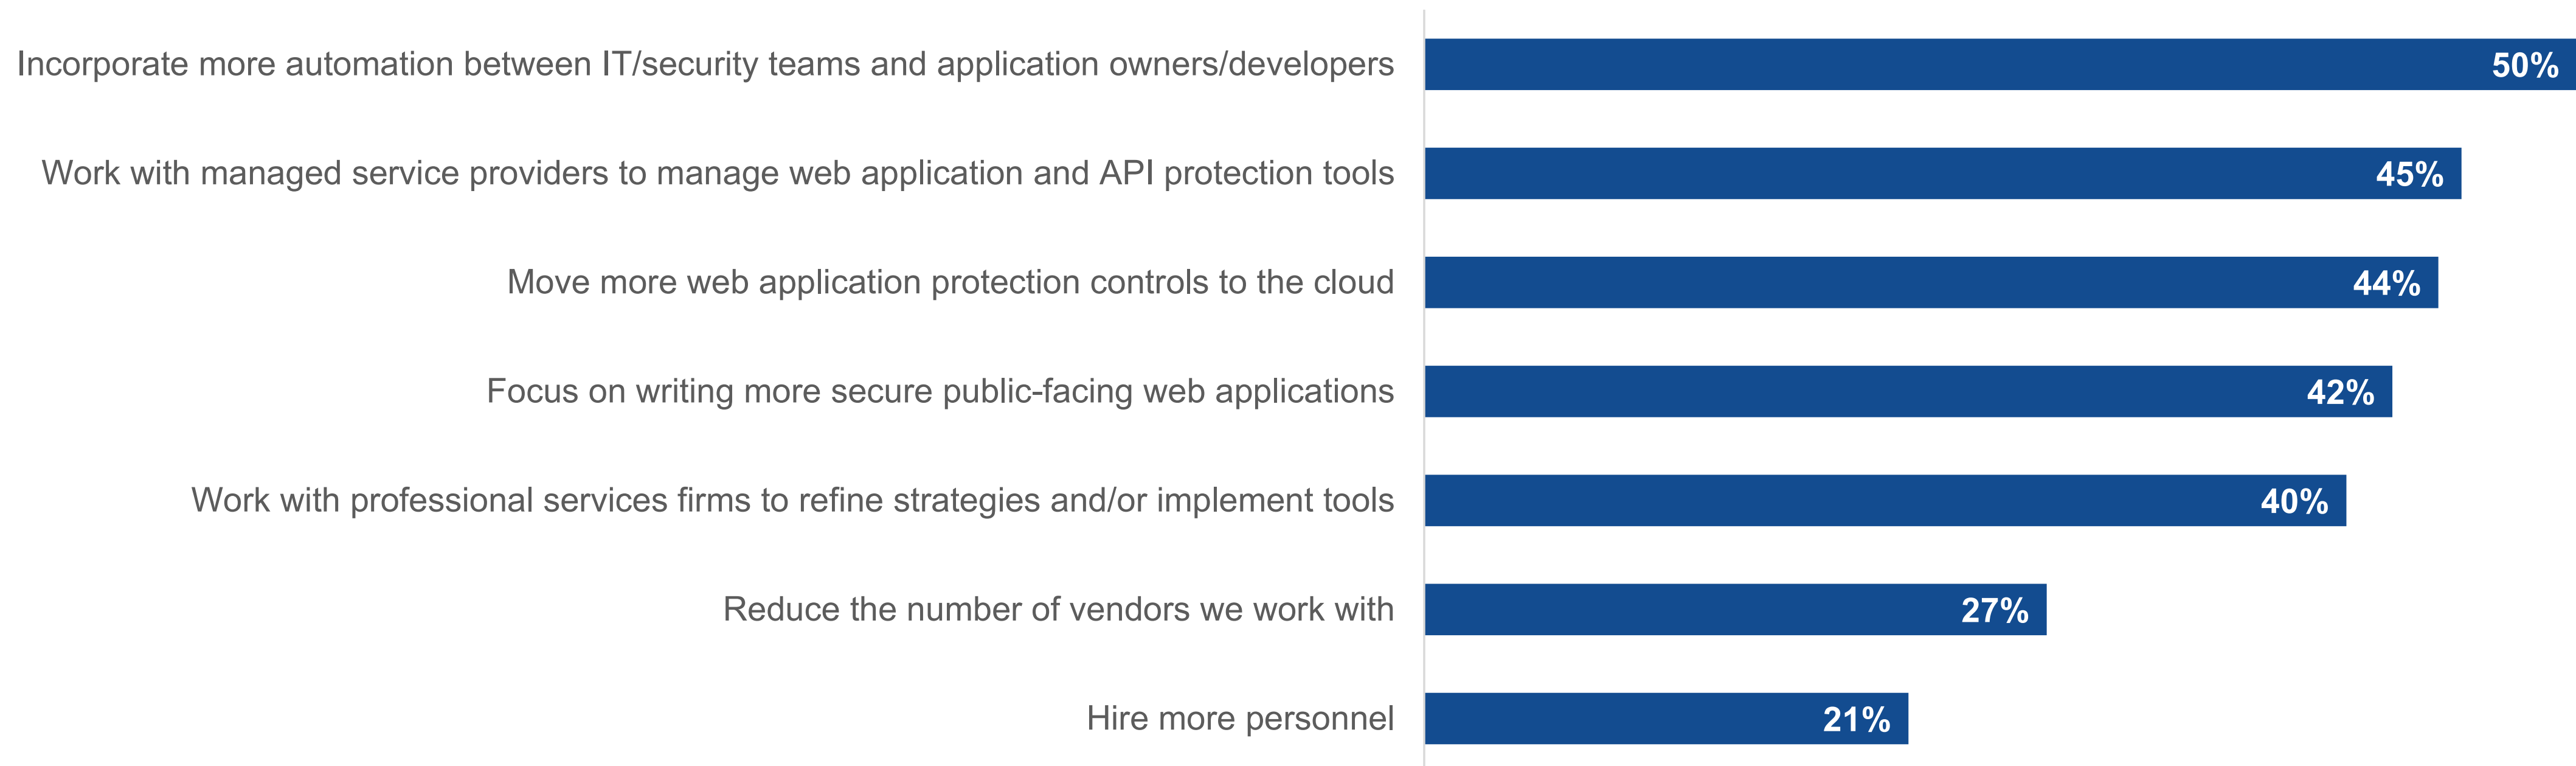 Incorporate more automation between IT/security teams and application owners/developers 50%
Work with managed service providers to manage web application and API protection tools 45%
Move more web application protection controls to the cloud 44%
Focus on writing more secure public-facing web applications 42%
Work with professional services firms to refine strategies and/or implement tools 40%
Reduce the number of vendors we work with 27%
Hire more personnel 21%